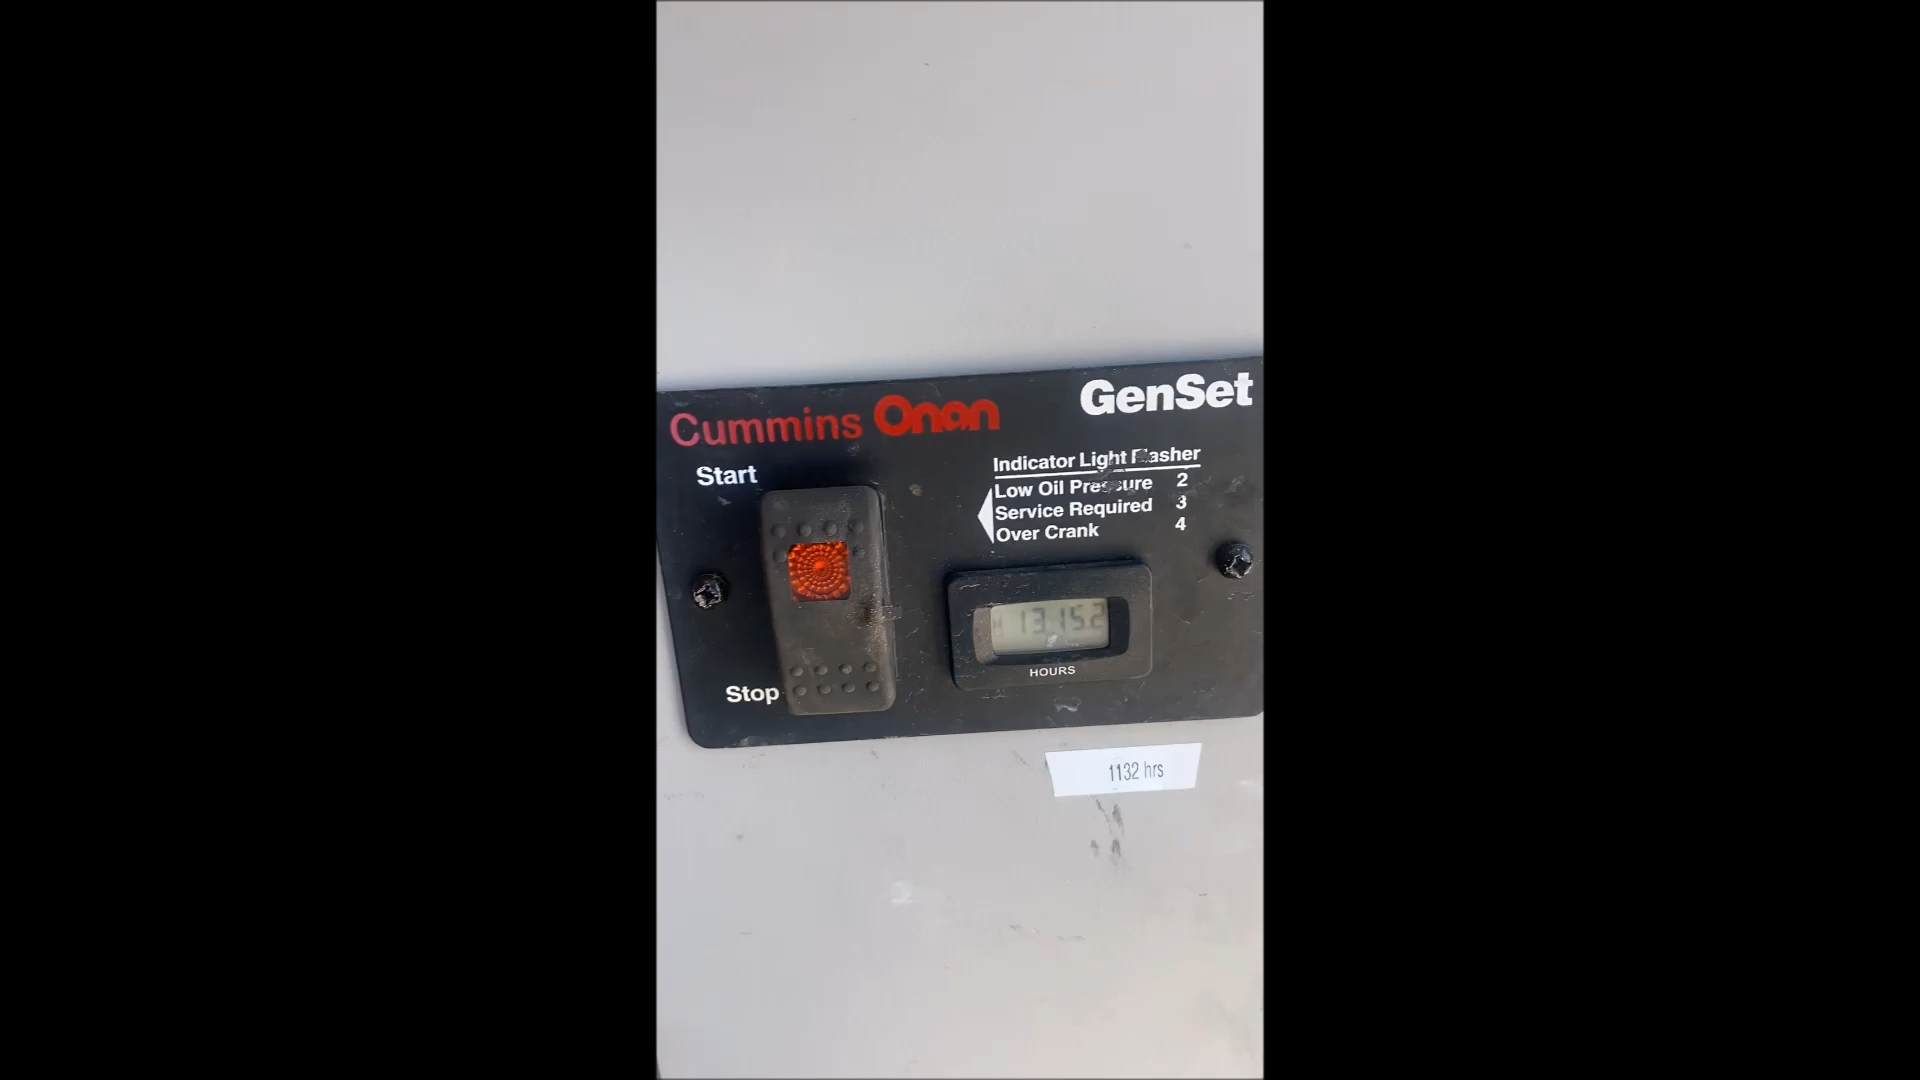 Cummins Onan
GenSet
Start
Indicator Light Flasher
Low Oil Pressure 2
Service Required 3
Over Crank 4
1315.2
HOURS
Stop
1132 hrs